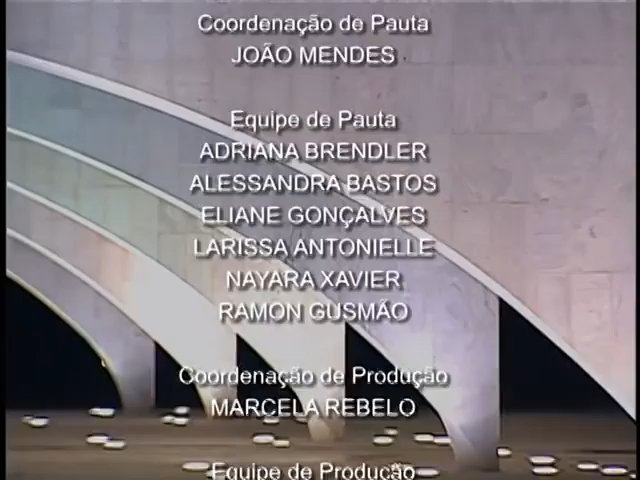 Coordenação de Pauta
JOÃO MENDES
Equipe de Pauta
ADRIANA BRENDLER
ALESSANDRA BASTOS
ELIANE GONÇALVES
LARISSA ANTONIELLE
NAYARA XAVIER
RAMON GUSMÃO
Coordenação de Produção
MARCELA REBELO
Equipe de Produção